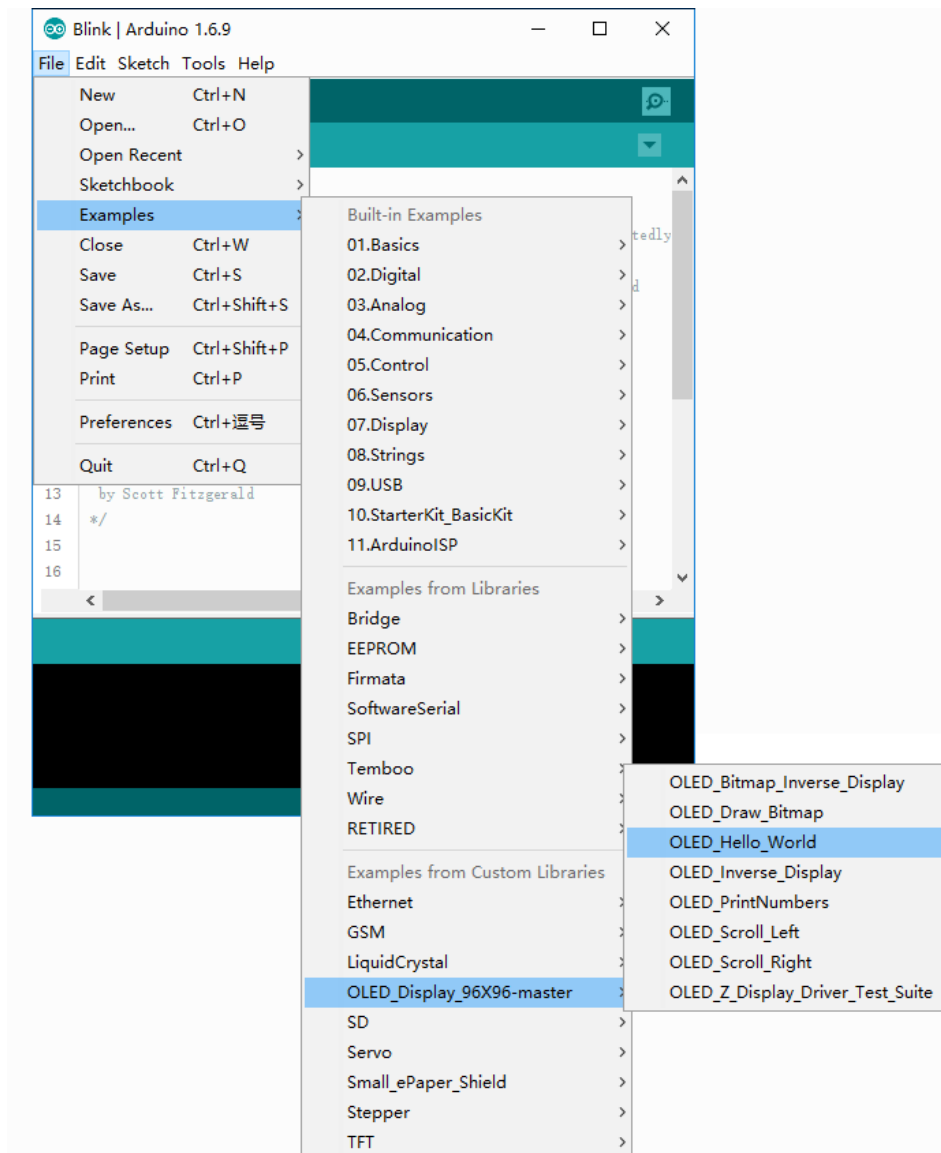 Blink | Arduino 1.6.9
File Edit Sketch Tools Help
New Ctrl+N
Open... Ctrl+O
Open Recent
Sketchbook
Examples
Close Ctrl+W
Save Ctrl+S
Save As... Ctrl+Shift+S
Page Setup Ctrl+Shift+P
Print Ctrl+P
Preferences Ctrl+逗号
Quit Ctrl+Q
13 by Scott Fitzgerald
14 */
15
16
Built-in Examples
01.Basics
02.Digital
03.Analog
04.Communication
05.Control
06.Sensors
07.Display
08.Strings
09.USB
10.StarterKit_BasicKit
11.ArduinoISP
Examples from Libraries
Bridge
EEPROM
Firmata
SoftwareSerial
SPI
Temboo
Wire
RETIRED
Examples from Custom Libraries
Ethernet
GSM
LiquidCrystal
OLED_Display_96X96-master
SD
Servo
Small_ePaper_Shield
Stepper
TFT
tedly
d
OLED_Bitmap_Inverse_Display
OLED_Draw_Bitmap
OLED_Hello_World
OLED_Inverse_Display
OLED_PrintNumbers
OLED_Scroll_Left
OLED_Scroll_Right
OLED_Z_Display_Driver_Test_Suite